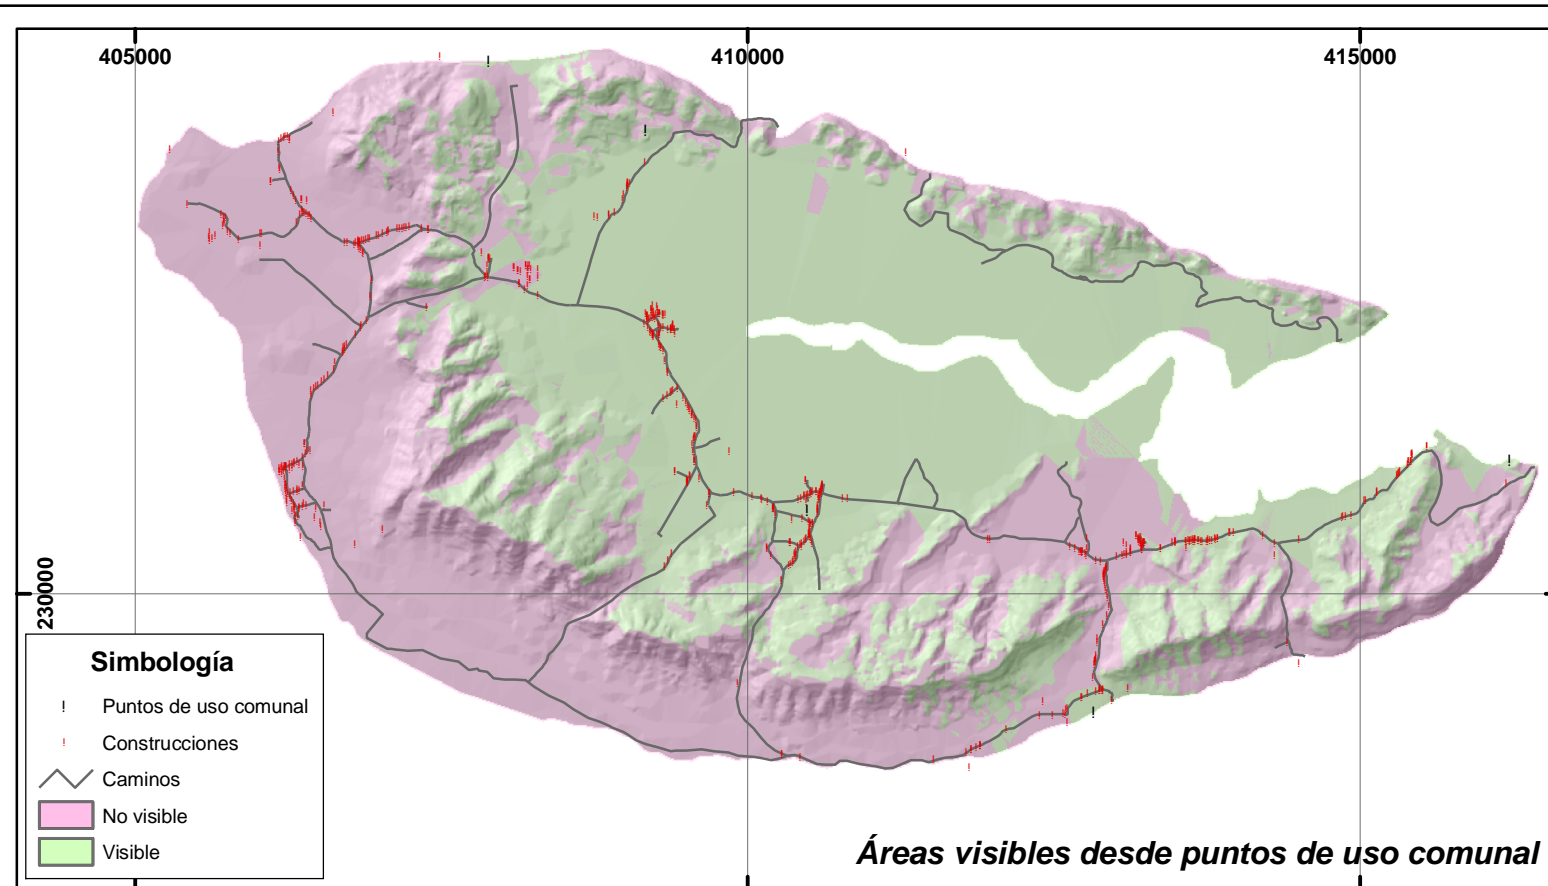 405000
410000
415000
230000
Simbología
Puntos de uso comunal
Construcciones
Caminos
No visible
Visible
Áreas visibles desde puntos de uso comunal